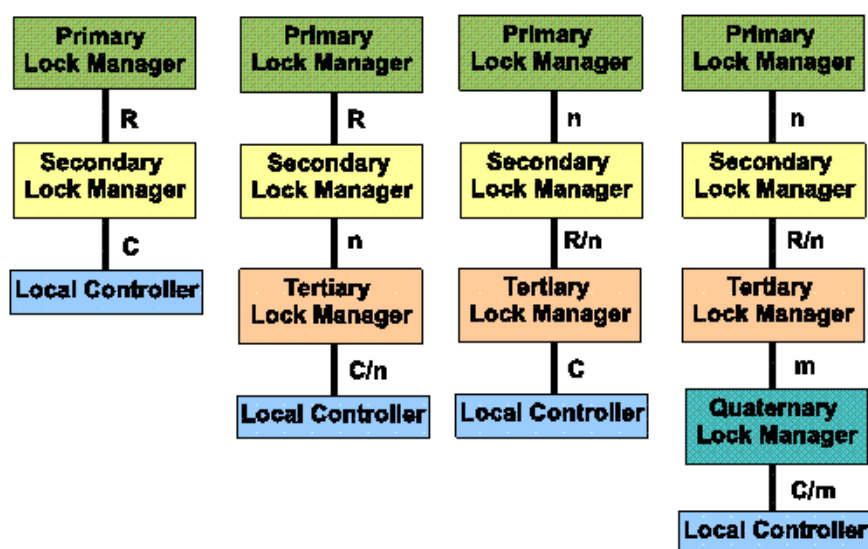 Primary
Lock Manager
R
Secondary
Lock Manager
C
Local Controller
Primary
Lock Manager
R
Secondary
Lock Manager
n
Tertiary
Lock Manager
C/n
Local Controller
Primary
Lock Manager
n
Secondary
Lock Manager
R/n
Tertiary
Lock Manager
C
Local Controller
Primary
Lock Manager
n
Secondary
Lock Manager
R/n
Tertiary
Lock Manager
m
Quaternary
Lock Manager
C/m
Local Controller